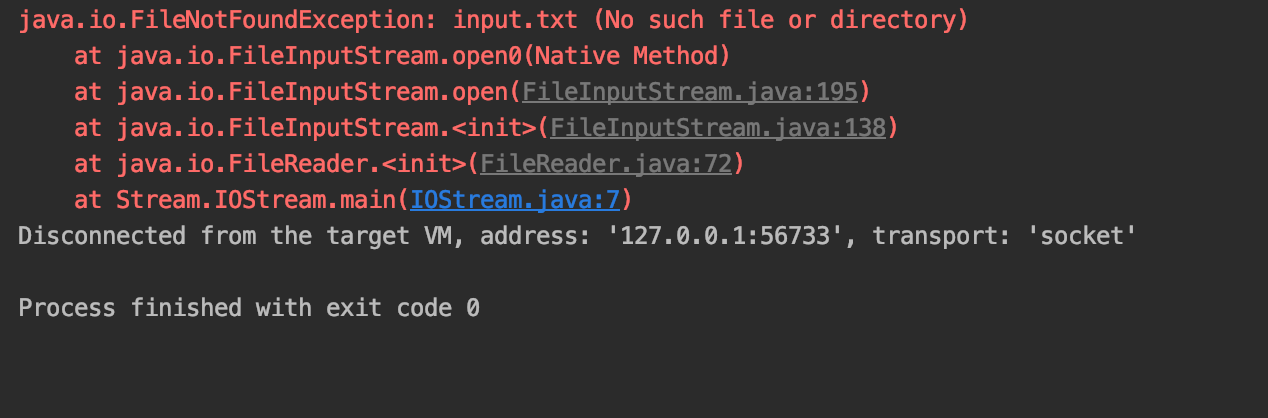 java.io.FileNotFoundException: input.txt (No such file or directory)
    at java.io.FileInputStream.open0(Native Method)
    at java.io.FileInputStream.open(FileInputStream.java:195)
    at java.io.FileInputStream.<init>(FileInputStream.java:138)
    at java.io.FileReader.<init>(FileReader.java:72)
    at Stream.IOStream.main(IOStream.java:7)
Disconnected from the target VM, address: '127.0.0.1:56733', transport: 'socket'
Process finished with exit code 0